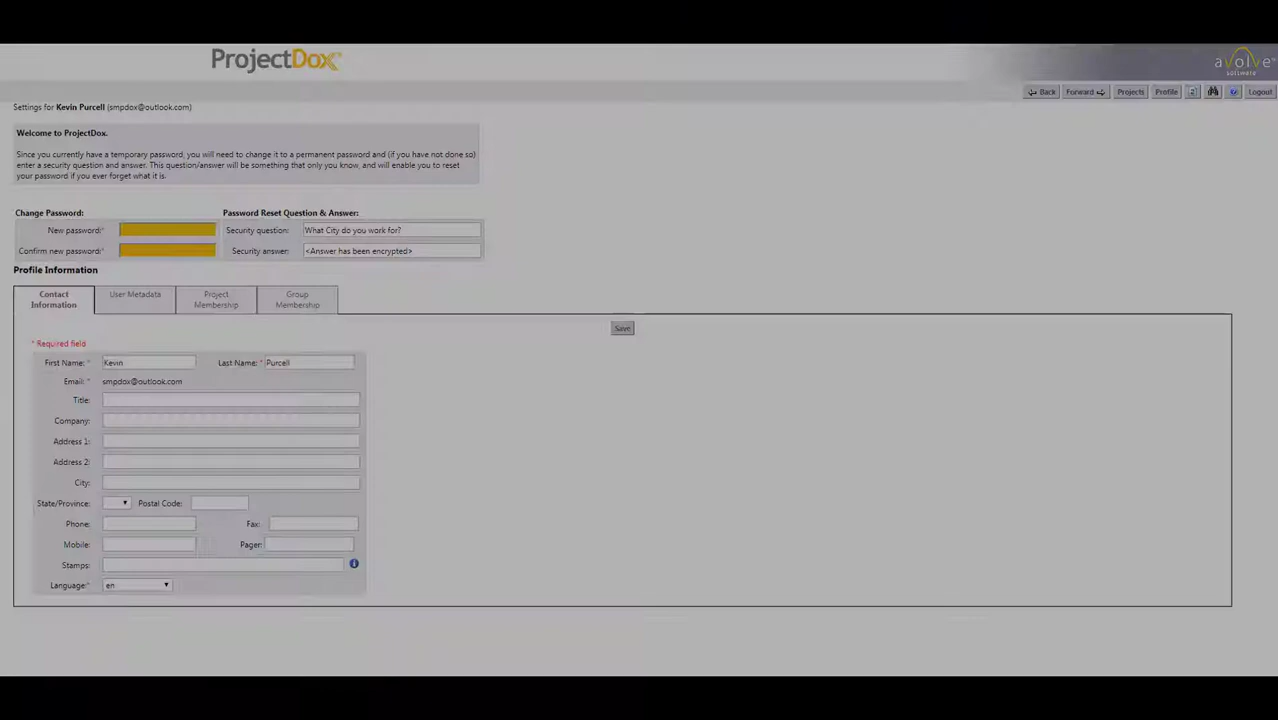 ProjectDox
avolve
software
Back Forward Projects Profile Logout
Settings for Kevin Purcell (smpdox@outlook.com)
Welcome to ProjectDox.
Since you currently have a temporary password, you will need to change it to a permanent password and (if you have not done so)
enter a security question and answer. This question/answer will be something that only you know, and will enable you to reset
your password if you ever forget what it is.
Change Password: Password Reset Question & Answer:
New password:* Security question: What City do you work for?
Confirm new password:* Security answer: <Answer has been encrypted>
Profile Information
Contact Information User Metadata Project Membership Group Membership
Save
* Required field
First Name: * Kevin Last Name: * Purcell
Email: * smpdox@outlook.com
Title:
Company:
Address 1:
Address 2:
City:
State/Province: Postal Code:
Phone: Fax:
Mobile: Pager:
Stamps:
Language:* en